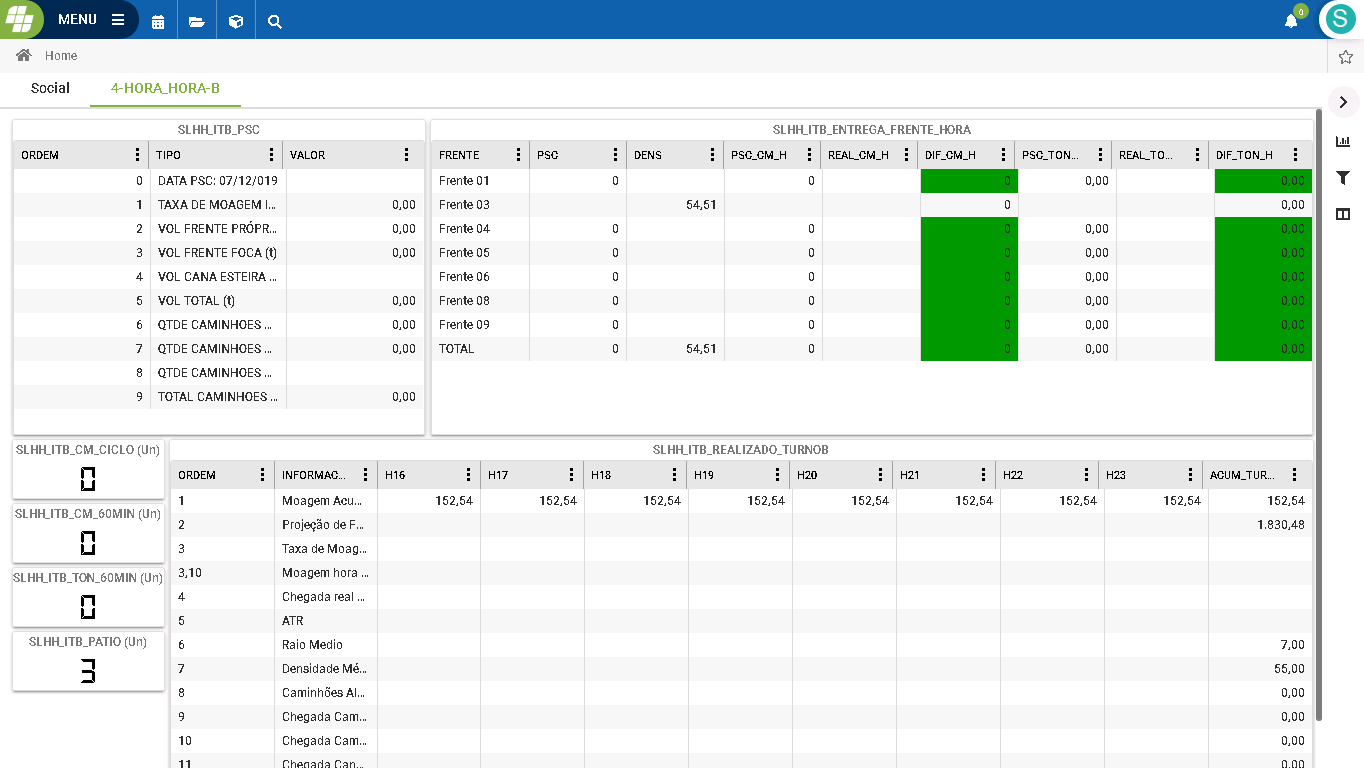 MENU
0
S
Home
Social 4-HORA_HORA-B
SLHH_ITB_PSC
ORDEM TIPO VALOR
0 DATA PSC: 07/12/019
1 TAXA DE MOAGEM I... 0,00
2 VOL FRENTE PRÓPR... 0,00
3 VOL FRENTE FOCA (t) 0,00
4 VOL CANA ESTEIRA ...
5 VOL TOTAL (t) 0,00
6 QTDE CAMINHOES ... 0,00
7 QTDE CAMINHOES ... 0,00
8 QTDE CAMINHOES ...
9 TOTAL CAMINHOES ... 0,00
SLHH_ITB_ENTREGA_FRENTE_HORA
FRENTE PSC DENS PSC_CM_H REAL_CM_H DIF_CM_H PSC_TON... REAL_TO... DIF_TON_H
Frente 01 0 0 0 0,00 0,00
Frente 03 54,51 0 0,00
Frente 04 0 0 0 0,00 0,00
Frente 05 0 0 0 0,00 0,00
Frente 06 0 0 0 0,00 0,00
Frente 08 0 0 0 0,00 0,00
Frente 09 0 0 0 0,00 0,00
TOTAL 0 54,51 0 0 0,00 0,00
SLHH_ITB_CM_CICLO (Un)
0
SLHH_ITB_CM_60MIN (Un)
0
SLHH_ITB_TON_60MIN (Un)
0
SLHH_ITB_PATIO (Un)
3
SLHH_ITB_REALIZADO_TURNOB
ORDEM INFORMAC... H16 H17 H18 H19 H20 H21 H22 H23 ACUM_TUR...
1 Moagem Acu... 152,54 152,54 152,54 152,54 152,54 152,54 152,54 152,54 152,54
2 Projeção de F... 1.830,48
3 Taxa de Moag...
3,10 Moagem hora ...
4 Chegada real ...
5 ATR
6 Raio Medio 7,00
7 Densidade Mé... 55,00
8 Caminhões Al... 0,00
9 Chegada Cam... 0,00
10 Chegada Cam... 0,00
11 Chegada Can... 0,00